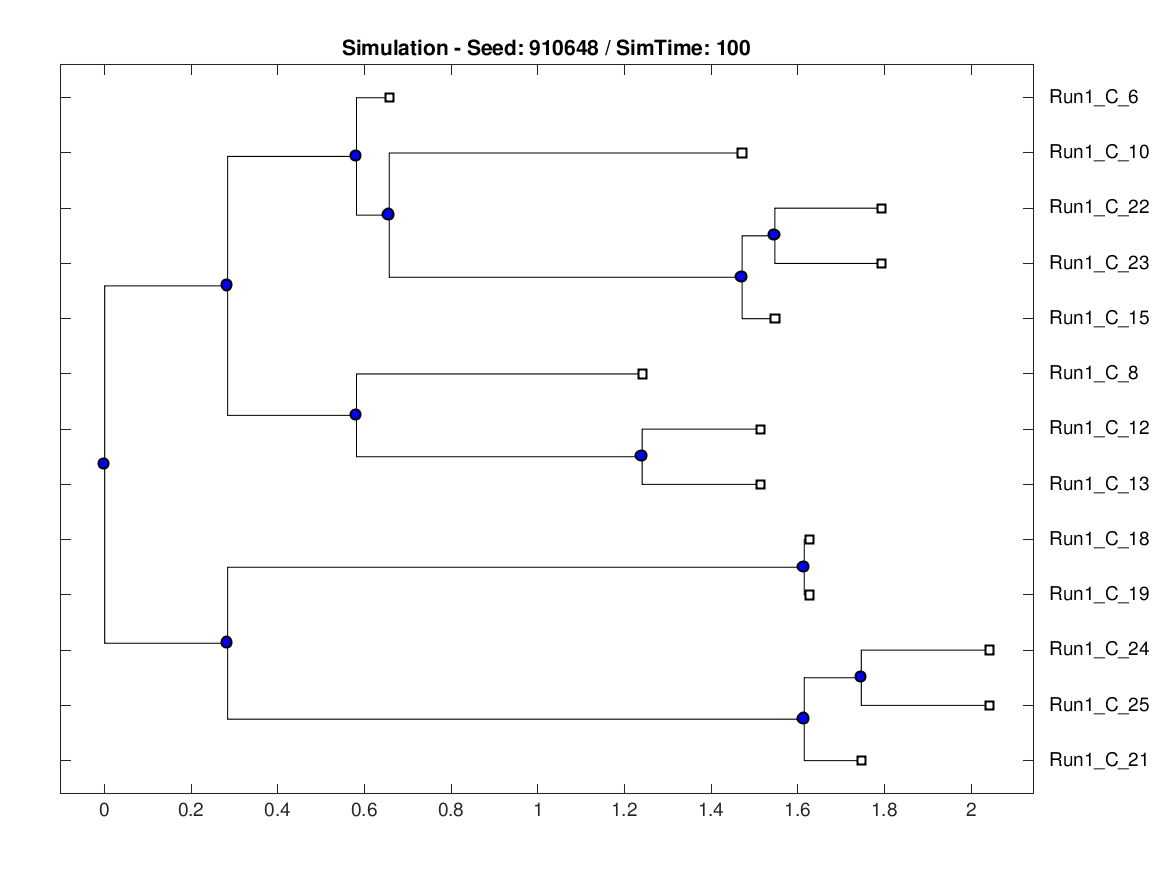 Simulation - Seed: 910648 / SimTime: 100
Run1_C_6
Run1_C_10
Run1_C_22
Run1_C_23
Run1_C_15
Run1_C_8
Run1_C_12
Run1_C_13
Run1_C_18
Run1_C_19
Run1_C_24
Run1_C_25
Run1_C_21
0 0.2 0.4 0.6 0.8 1 1.2 1.4 1.6 1.8 2